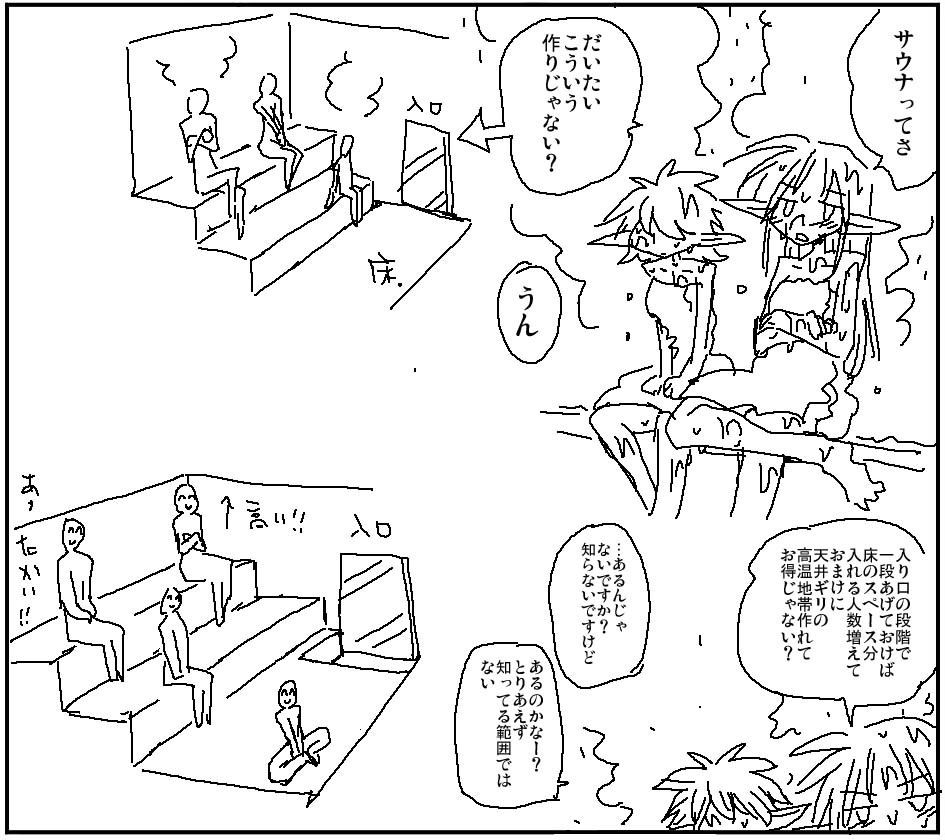 サウナってさ
だいたい
こういう
作りじゃない？
入口
床
うん
入り口の段階で
一段あげておけば
床のスペース分
入れる人数増えて
おまけに
天井ギリの
高温地帯作れて
お得じゃない？
…あるんじゃ
ないですか？
知らないですけど
あるのかなー？
とりあえず
知ってる範囲では
ない
入口
↑高い!!
あったかい!!